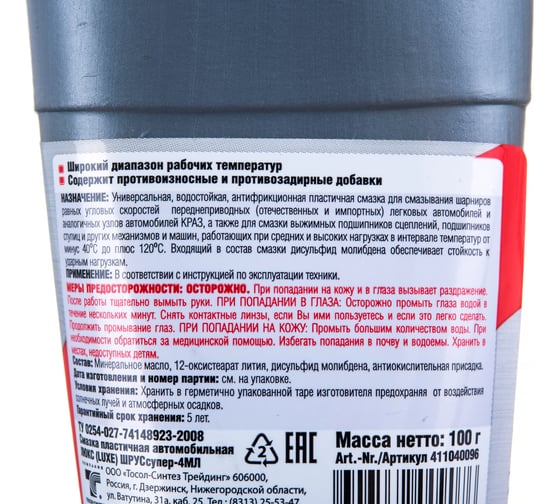 Широкий диапазон рабочих температур
Содержит противоизносные и противозадирные добавки
НАЗНАЧЕНИЕ: Универсальная, водостойкая, антифрикционная пластичная смазка для смазывания шарниров
равных угловых скоростей переднеприводных (отечественных и импортных) легковых автомобилей и
аналогичных узлов автомобилей КРАЗ, а также для смазки выжимных подшипников сцеплений, подшипников
ступиц и других механизмов и машин, работающих при средних и высоких нагрузках в интервале температур от
минус 40°С до плюс 120°С. Входящий в состав смазки дисульфид молибдена обеспечивает стойкость к
ударным нагрузкам.
ПРИМЕНЕНИЕ: В соответствии с инструкцией по эксплуатации техники.
МЕРЫ ПРЕДОСТОРОЖНОСТИ: ОСТОРОЖНО. При попадании на кожу и в глаза вызывает раздражение.
После работы тщательно вымыть руки. ПРИ ПОПАДАНИИ В ГЛАЗА: Осторожно промыть глаза водой в
течение нескольких минут. Снять контактные линзы, если Вы ими пользуетесь и если это легко сделать.
Продолжить промывание глаз. ПРИ ПОПАДАНИИ НА КОЖУ: Промыть большим количеством воды. При
необходимости обратиться за медицинской помощью. Избегать попадания в почву и водоемы. Хранить в
местах, недоступных детям.
Состав: Минеральное масло, 12-оксистеарат лития, дисульфид молибдена, антиокислительная присадка.
Дата изготовления и номер партии: см. на упаковке.
Условия хранения: Хранить в герметично упакованной таре изготовителя предохраняя от воздействия
солнечных лучей и атмосферных осадков.
Гарантийный срок хранения: 5 лет.
ТУ 0254-027-74148923-2008
Смазка пластичная автомобильная
ЛЮКС (LUXE) ШРУСсупер-4МЛ
ООО «Тосол-Синтез Трейдинг» 606000,
Россия, г. Дзержинск, Нижегородской области,
ул. Ватутина, 31а, каб. 25. Тел.: (8313) 25-53-47
2
EAC
Масса нетто: 100 г
Art.-Nr./Артикул 411040096
4